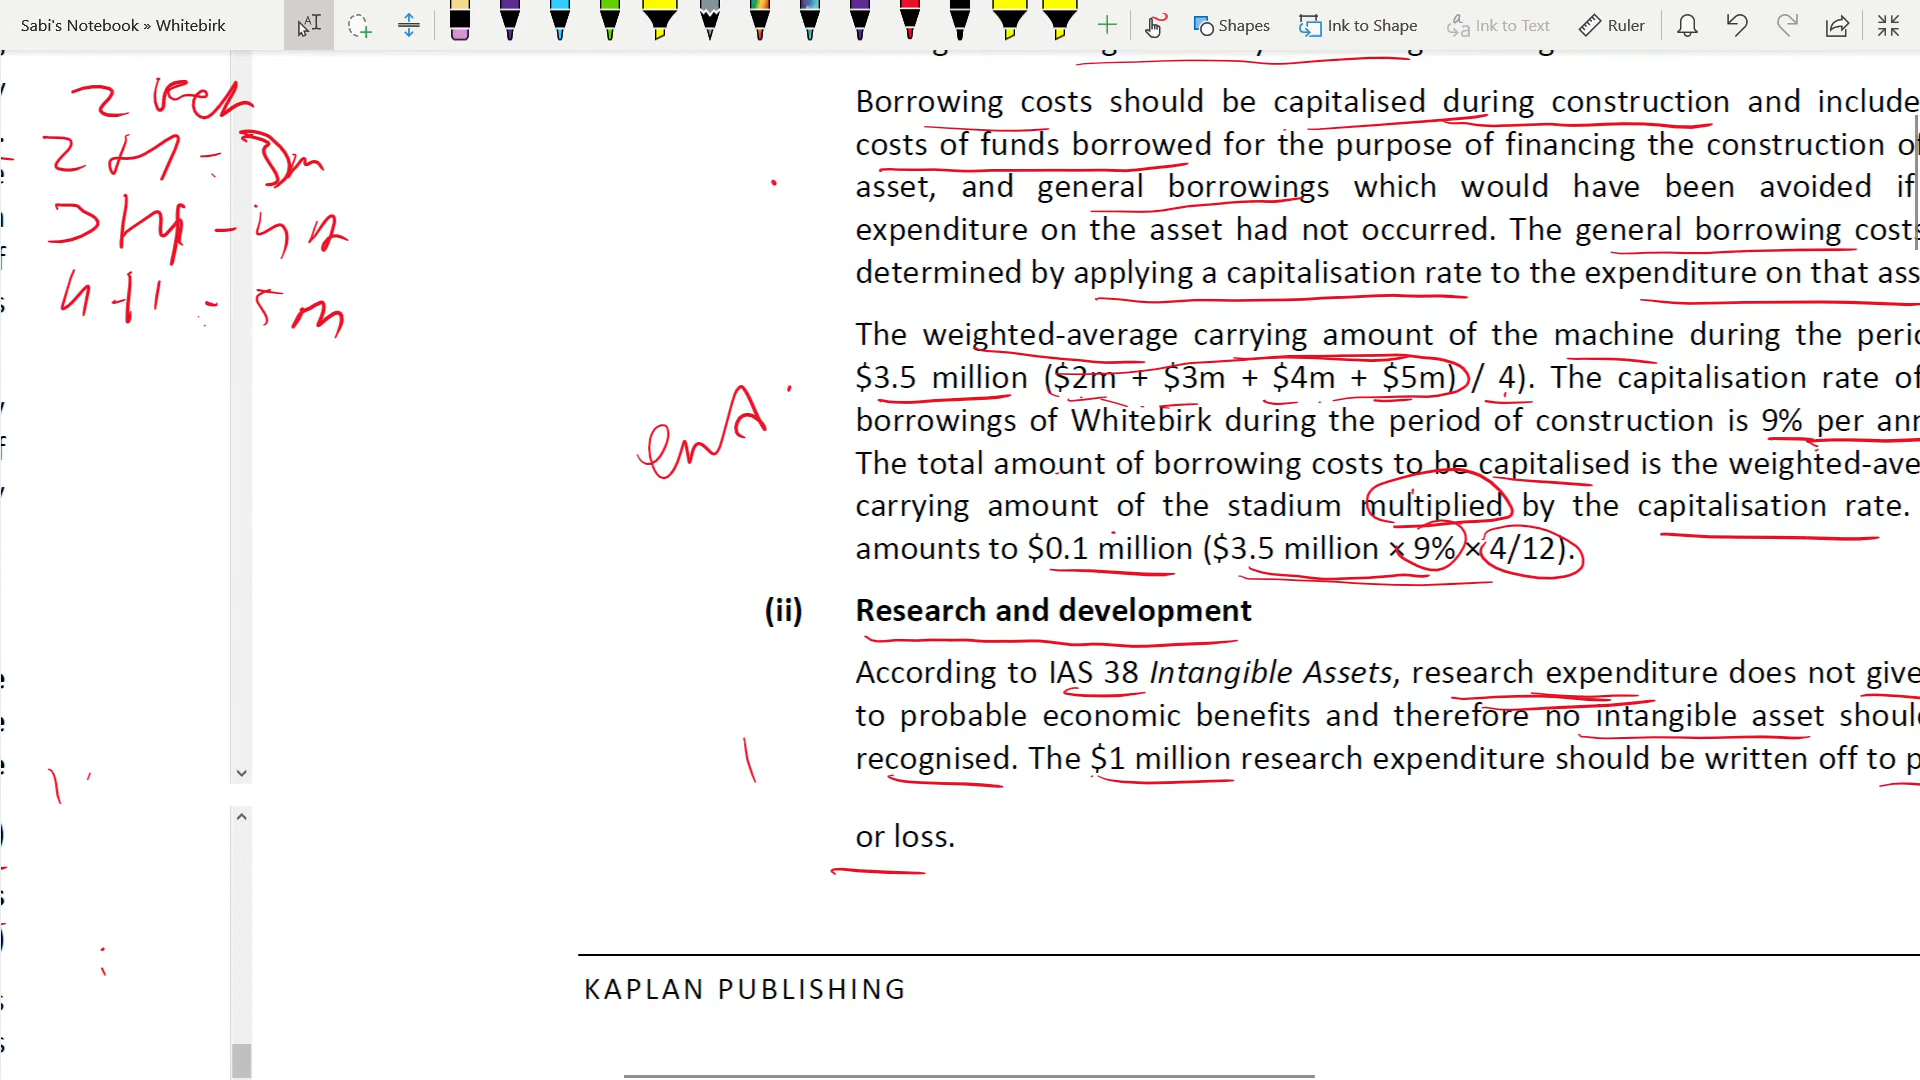 Sabi's Notebook » Whitebirk
Shapes
Ink to Shape
Ink to Text
Ruler
Borrowing costs should be capitalised during construction and include
costs of funds borrowed for the purpose of financing the construction of
asset, and general borrowings which would have been avoided if
expenditure on the asset had not occurred. The general borrowing costs
determined by applying a capitalisation rate to the expenditure on that ass
The weighted-average carrying amount of the machine during the perio
$3.5 million ($2m + $3m + $4m + $5m) / 4). The capitalisation rate of
borrowings of Whitebirk during the period of construction is 9% per ann
The total amount of borrowing costs to be capitalised is the weighted-ave
carrying amount of the stadium multiplied by the capitalisation rate.
amounts to $0.1 million ($3.5 million × 9% × 4/12).
(ii) Research and development
According to IAS 38 Intangible Assets, research expenditure does not give
to probable economic benefits and therefore no intangible asset shoul
recognised. The $1 million research expenditure should be written off to p
or loss.
KAPLAN PUBLISHING
2
2 +1 = 3m
3
4+1 = 5m